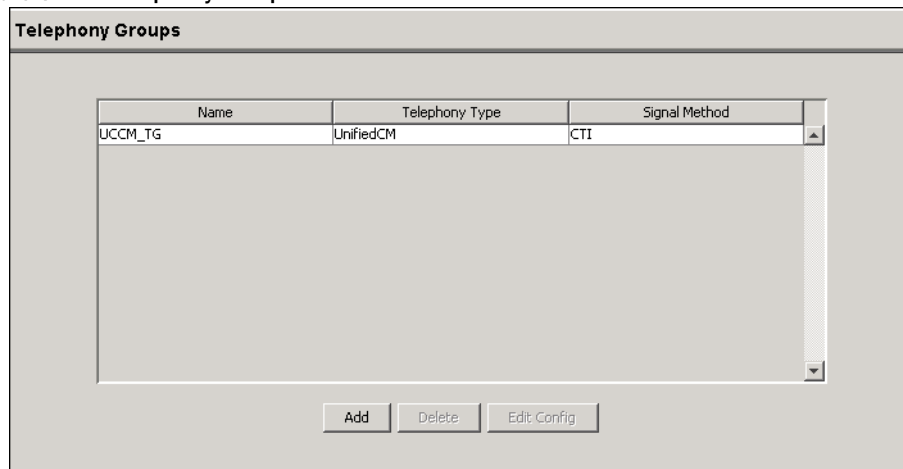 Telephony Groups
Name Telephony Type Signal Method
UCCM_TG UnifiedCM CTI
Add Delete Edit Config